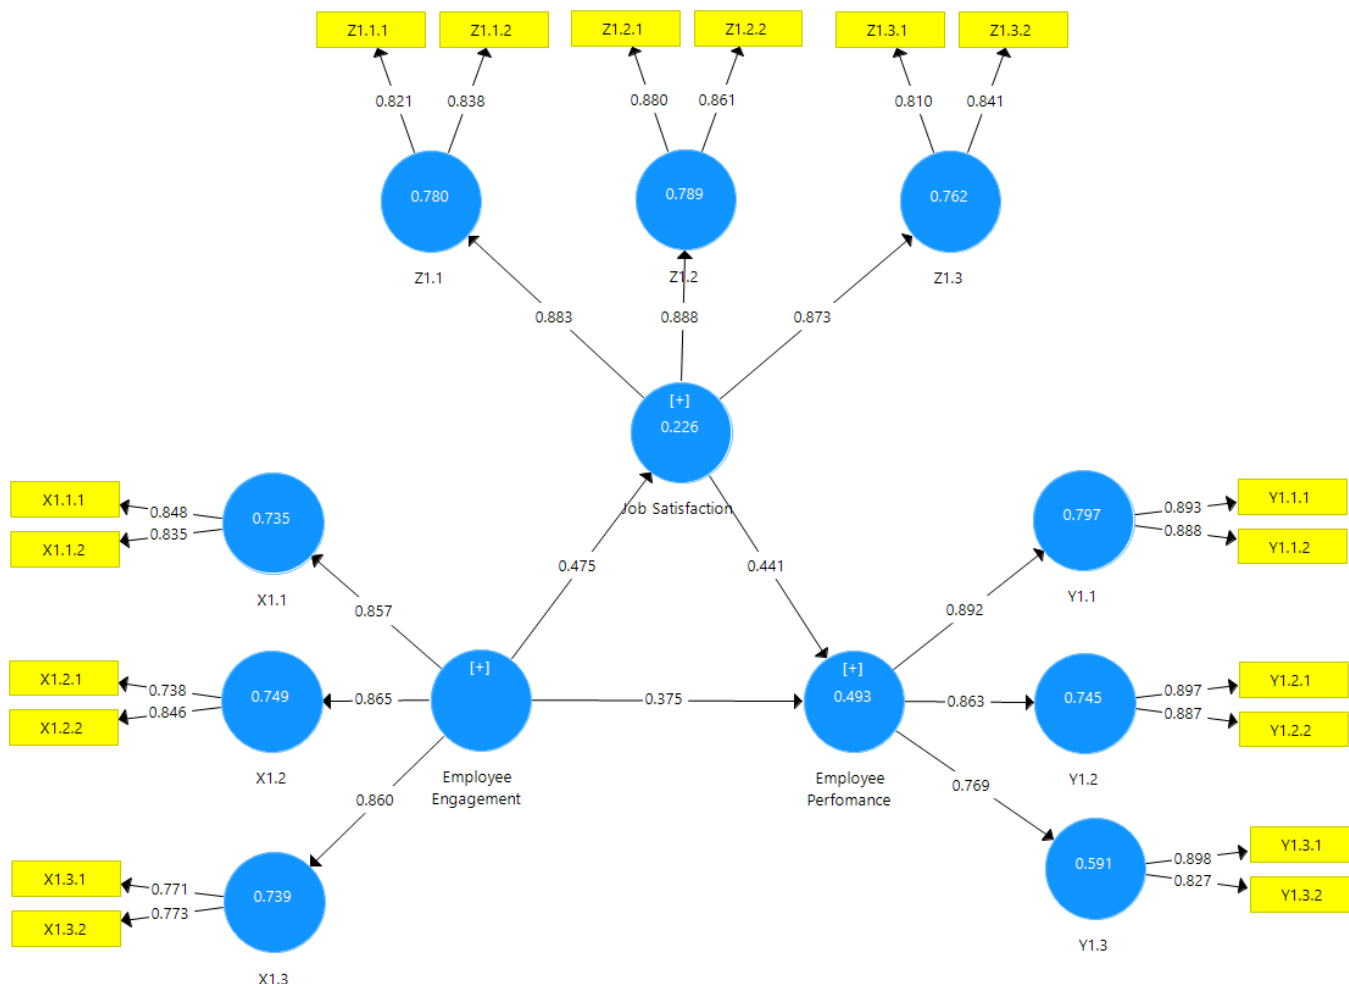 Z1.1.1
Z1.1.2
Z1.2.1
Z1.2.2
Z1.3.1
Z1.3.2
0.821
0.838
0.880
0.861
0.810
0.841
0.780
0.789
0.762
Z1.1
Z1.2
Z1.3
0.883
0.888
0.873
[+]
0.226
Job Satisfaction
X1.1.1
X1.1.2
0.848
0.835
0.735
X1.1
0.797
Y1.1
0.893
0.888
Y1.1.1
Y1.1.2
0.475
0.441
0.857
0.892
X1.2.1
X1.2.2
0.738
0.846
0.749
X1.2
0.865
[+]
Employee
Engagement
0.375
[+]
0.493
Employee
Perfomance
0.863
0.745
Y1.2
0.897
0.887
Y1.2.1
Y1.2.2
0.860
0.769
X1.3.1
X1.3.2
0.771
0.773
0.739
X1.3
0.591
Y1.3
0.898
0.827
Y1.3.1
Y1.3.2